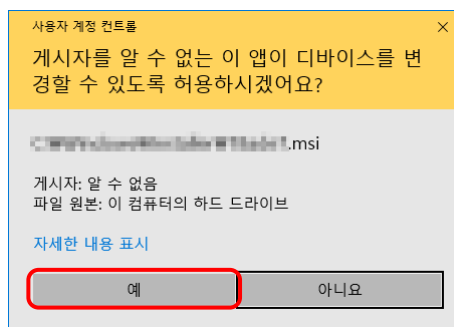 사용자 계정 컨트롤
게시자를 알 수 없는 이 앱이 디바이스를 변
경할 수 있도록 허용하시겠어요?
.msi
게시자: 알 수 없음
파일 원본: 이 컴퓨터의 하드 드라이브
자세한 내용 표시
예
아니요